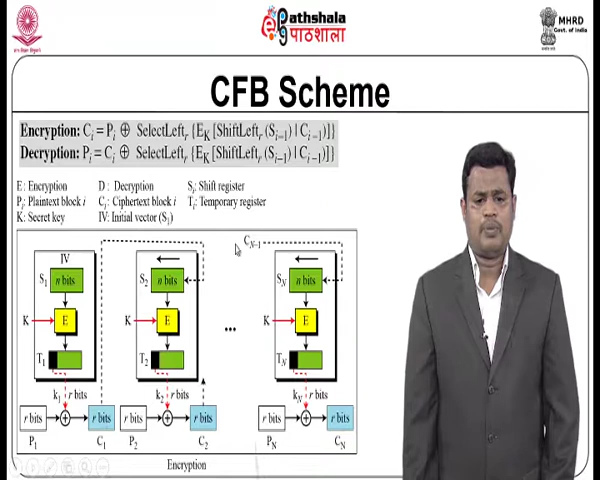 Pathshala
पाठशाला
MHRD
Govt. of India
CFB Scheme
Encryption: Cᵢ = Pᵢ ⊕ SelectLeftᵣ {E_K [ShiftLeftᵣ (Sᵢ₋₁) | Cᵢ₋₁)]}
Decryption: Pᵢ = Cᵢ ⊕ SelectLeftᵣ {E_K [ShiftLeftᵣ (Sᵢ₋₁) | Cᵢ₋₁)]}
E : Encryption D : Decryption Sᵢ: Shift register
Pᵢ: Plaintext block i Cᵢ: Ciphertext block i Tᵢ: Temporary register
K: Secret key IV: Initial vector (S₁)
IV C_N−1
S₁ n bits S₂ n bits S_N n bits
K E K E K E
T₁ T₂ T_N
k₁ r bits k₂ r bits k_N r bits
r bits r bits r bits r bits r bits r bits
P₁ C₁ P₂ C₂ P_N C_N
Encryption